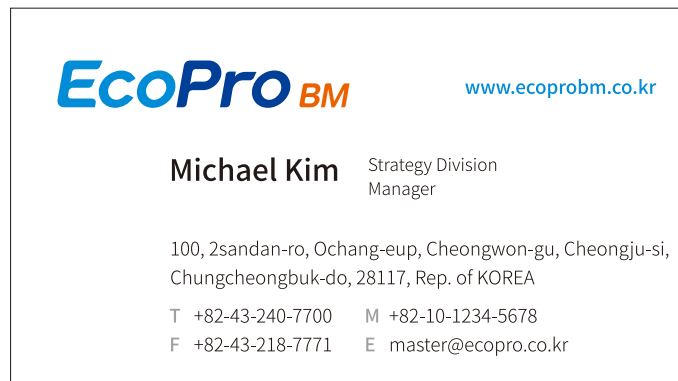 EcoPro BM
www.ecoprobm.co.kr
Michael Kim
Strategy Division
Manager
100, 2sandan-ro, Ochang-eup, Cheongwon-gu, Cheongju-si,
Chungcheongbuk-do, 28117, Rep. of KOREA
T +82-43-240-7700 M +82-10-1234-5678
F +82-43-218-7771 E master@ecopro.co.kr